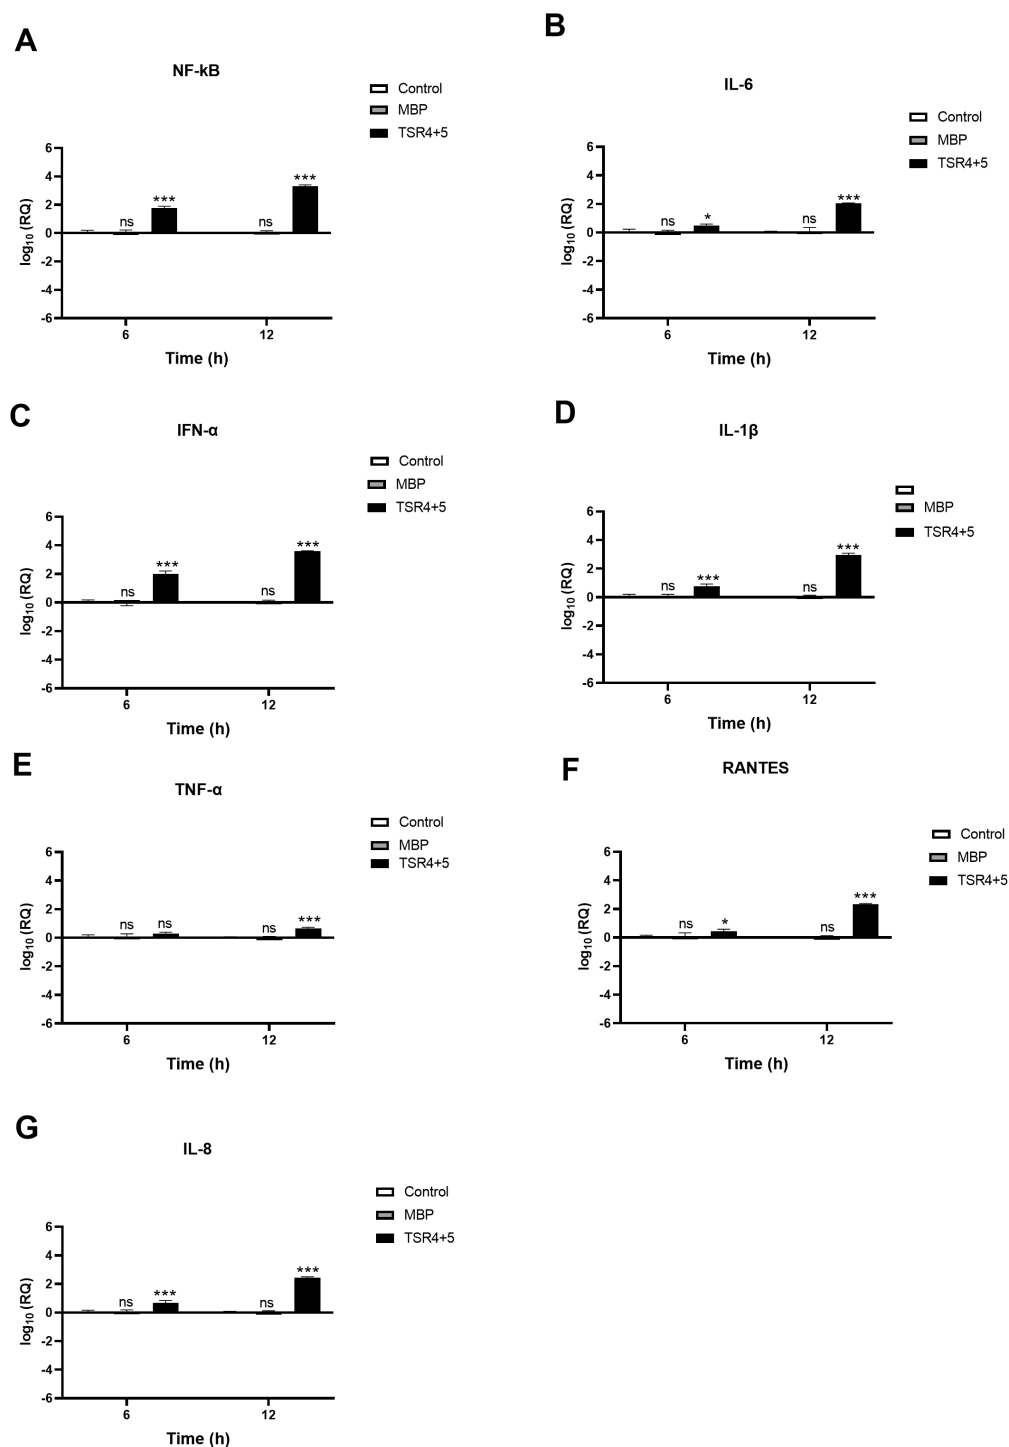 A
NF-kB
Control
MBP
TSR4+5
6
4
2
0
-2
-4
-6
log10 (RQ)
ns
***
ns
***
6
12
Time (h)
B
IL-6
Control
MBP
TSR4+5
6
4
2
0
-2
-4
-6
log10 (RQ)
ns
*
ns
***
6
12
Time (h)
C
IFN-α
Control
MBP
TSR4+5
6
4
2
0
-2
-4
-6
log10 (RQ)
ns
***
ns
***
6
12
Time (h)
D
IL-1β
MBP
TSR4+5
6
4
2
0
-2
-4
-6
log10 (RQ)
ns
***
ns
***
6
12
Time (h)
E
TNF-α
Control
MBP
TSR4+5
6
4
2
0
-2
-4
-6
log10 (RQ)
ns
ns
ns
***
6
12
Time (h)
F
RANTES
Control
MBP
TSR4+5
6
4
2
0
-2
-4
-6
log10 (RQ)
ns
*
ns
***
6
12
Time (h)
G
IL-8
Control
MBP
TSR4+5
6
4
2
0
-2
-4
-6
log10 (RQ)
ns
***
ns
***
6
12
Time (h)